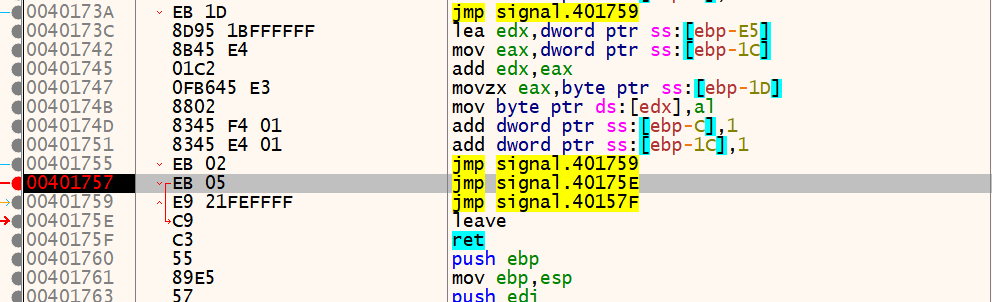 0040173A EB 1D jmp signal.401759
0040173C 8D95 1BFFFFFF lea edx,dword ptr ss:[ebp-E5]
00401742 8B45 E4 mov eax,dword ptr ss:[ebp-1C]
00401745 01C2 add edx,eax
00401747 0FB645 E3 movzx eax,byte ptr ss:[ebp-1D]
0040174B 8802 mov byte ptr ds:[edx],al
0040174D 8345 F4 01 add dword ptr ss:[ebp-C],1
00401751 8345 E4 01 add dword ptr ss:[ebp-1C],1
00401755 EB 02 jmp signal.401759
00401757 EB 05 jmp signal.40175E
00401759 E9 21FEFFFF jmp signal.40157F
0040175E C9 leave
0040175F C3 ret
00401760 55 push ebp
00401761 89E5 mov ebp,esp
00401763 57 push edi